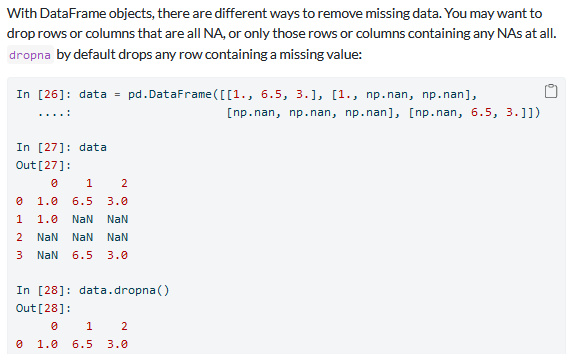 With DataFrame objects, there are different ways to remove missing data. You may want to
drop rows or columns that are all NA, or only those rows or columns containing any NAs at all.
dropna by default drops any row containing a missing value:
In [26]: data = pd.DataFrame([[1., 6.5, 3.], [1., np.nan, np.nan],
   ....:                      [np.nan, np.nan, np.nan], [np.nan, 6.5, 3.]])
In [27]: data
Out[27]:
     0    1    2
0  1.0  6.5  3.0
1  1.0  NaN  NaN
2  NaN  NaN  NaN
3  NaN  6.5  3.0
In [28]: data.dropna()
Out[28]:
     0    1    2
0  1.0  6.5  3.0